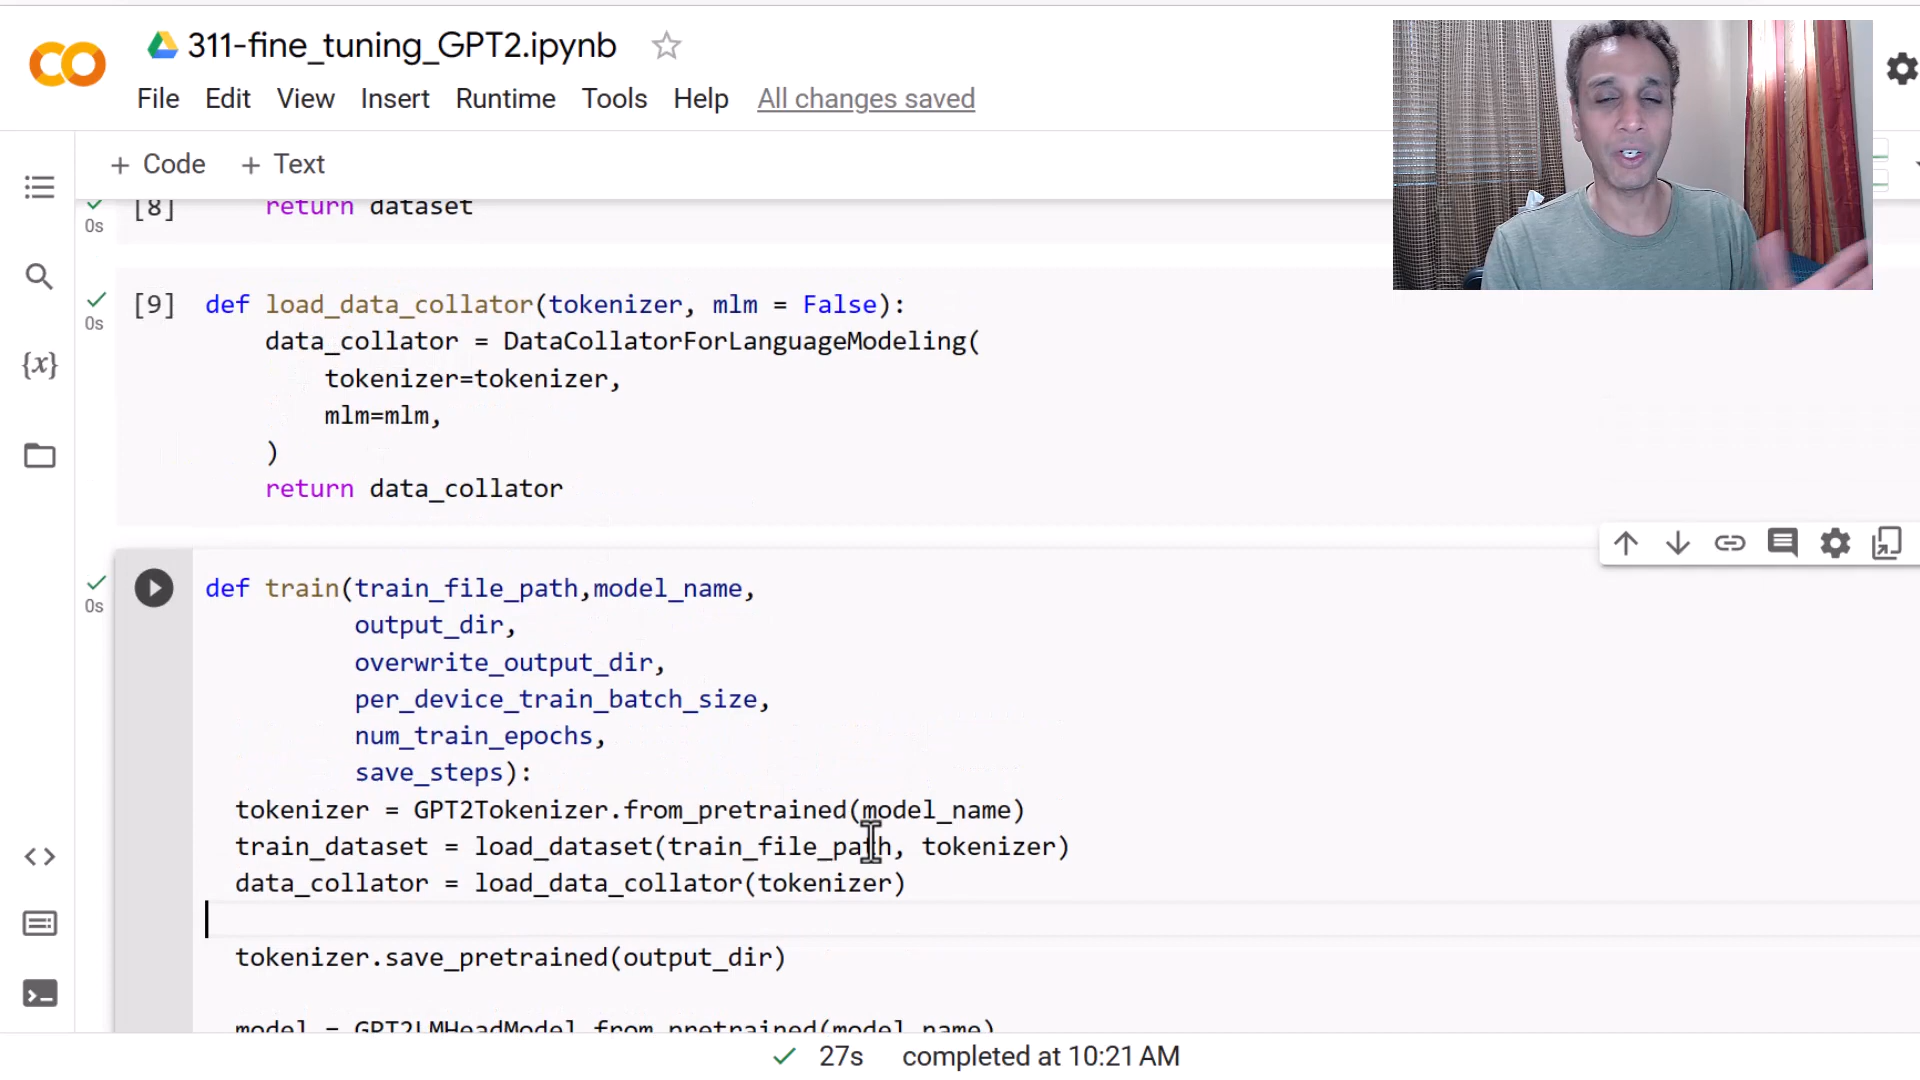 311-fine_tuning_GPT2.ipynb
File Edit View Insert Runtime Tools Help All changes saved
+ Code + Text
[8] return dataset
0s
[9] def load_data_collator(tokenizer, mlm = False):
0s
data_collator = DataCollatorForLanguageModeling(
tokenizer=tokenizer,
mlm=mlm,
)
return data_collator
def train(train_file_path,model_name,
0s
output_dir,
overwrite_output_dir,
per_device_train_batch_size,
num_train_epochs,
save_steps):
tokenizer = GPT2Tokenizer.from_pretrained(model_name)
train_dataset = load_dataset(train_file_path, tokenizer)
data_collator = load_data_collator(tokenizer)
tokenizer.save_pretrained(output_dir)
model = GPT2LMHeadModel.from_pretrained(model_name)
27s completed at 10:21 AM